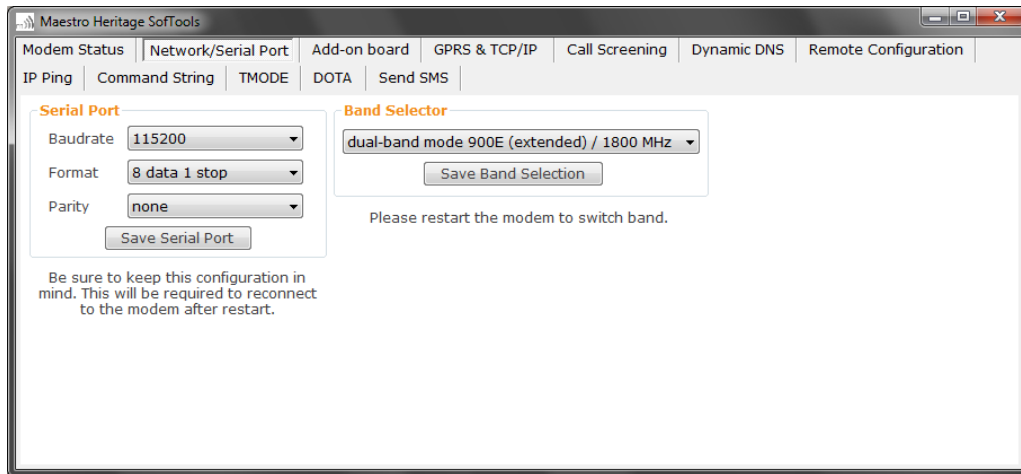 Maestro Heritage SofTools
Modem Status Network/Serial Port Add-on board GPRS & TCP/IP Call Screening Dynamic DNS Remote Configuration
IP Ping Command String TMODE DOTA Send SMS
Serial Port
Baudrate 115200
Format 8 data 1 stop
Parity none
Save Serial Port
Be sure to keep this configuration in
mind. This will be required to reconnect
to the modem after restart.
Band Selector
dual-band mode 900E (extended) / 1800 MHz
Save Band Selection
Please restart the modem to switch band.